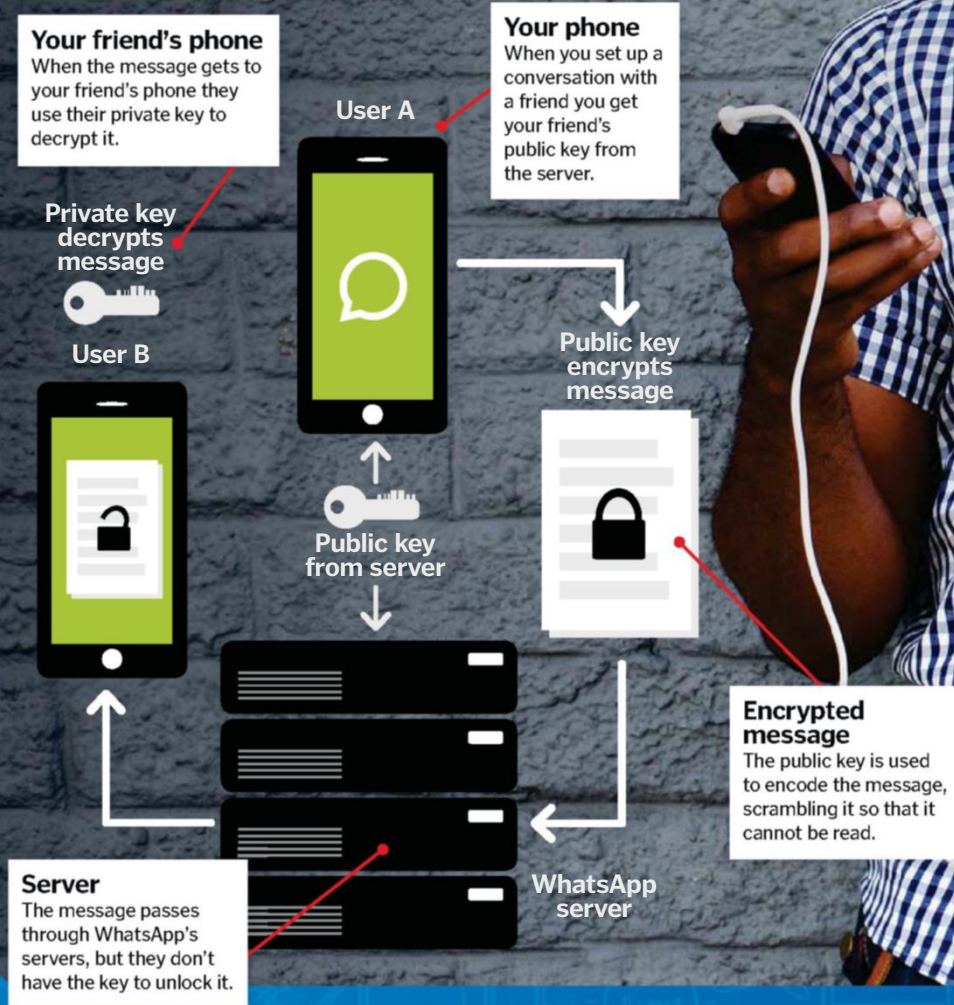 Your friend's phone
When the message gets to
your friend's phone they
use their private key to
decrypt it.
Your phone
When you set up a
conversation with
a friend you get
your friend's
public key from
the server.
User A
Private key
decrypts
message
User B
Public key
encrypts
message
Public key
from server
Encrypted
message
The public key is used
to encode the message,
scrambling it so that it
cannot be read.
Server
The message passes
through WhatsApp's
servers, but they don't
have the key to unlock it.
WhatsApp
server